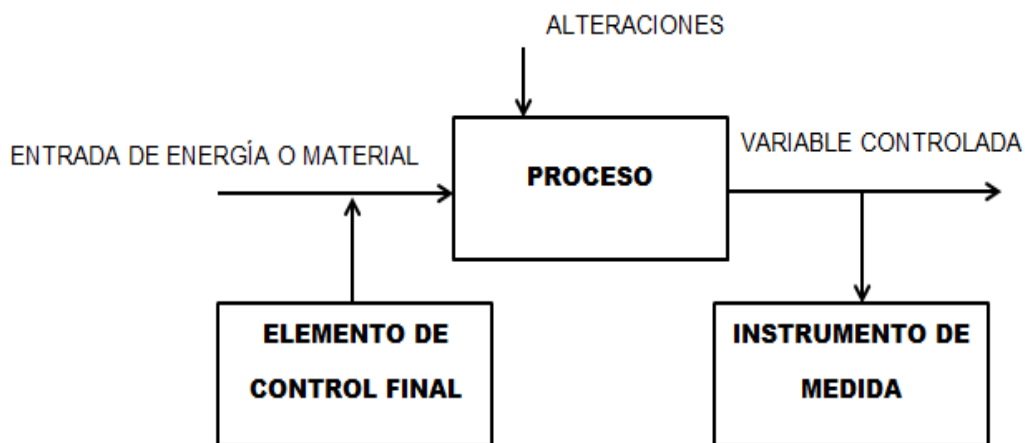 ALTERACIONES
ENTRADA DE ENERGÍA O MATERIAL
PROCESO
VARIABLE CONTROLADA
ELEMENTO DE
CONTROL FINAL
INSTRUMENTO DE
MEDIDA